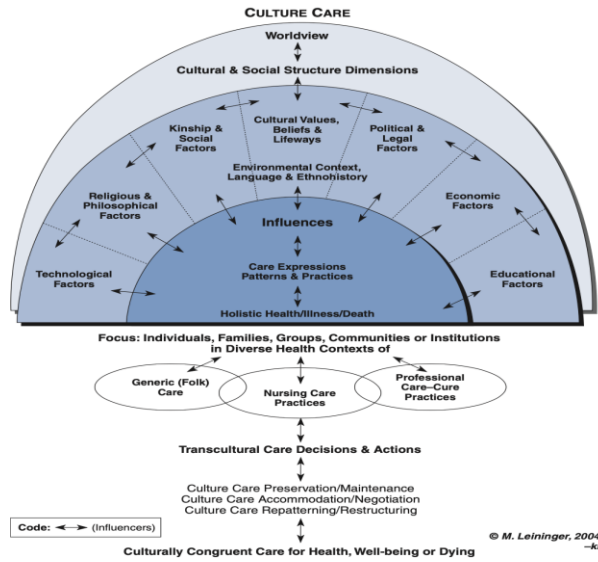 CULTURE CARE
Worldview
Cultural & Social Structure Dimensions
Kinship &
Social
Factors
Cultural Values,
Beliefs &
Lifeways
Political &
Legal
Factors
Environmental Context,
Language & Ethnohistory
Religious &
Philosophical
Factors
Economic
Factors
Influences
Technological
Factors
Care Expressions
Patterns & Practices
Educational
Factors
Holistic Health/Illness/Death
Focus: Individuals, Families, Groups, Communities or Institutions
in Diverse Health Contexts of
Generic (Folk)
Care
Nursing Care
Practices
Professional
Care–Cure
Practices
Transcultural Care Decisions & Actions
Culture Care Preservation/Maintenance
Culture Care Accommodation/Negotiation
Culture Care Repatterning/Restructuring
Code: (Influencers)
© M. Leininger, 2004
Culturally Congruent Care for Health, Well-being or Dying